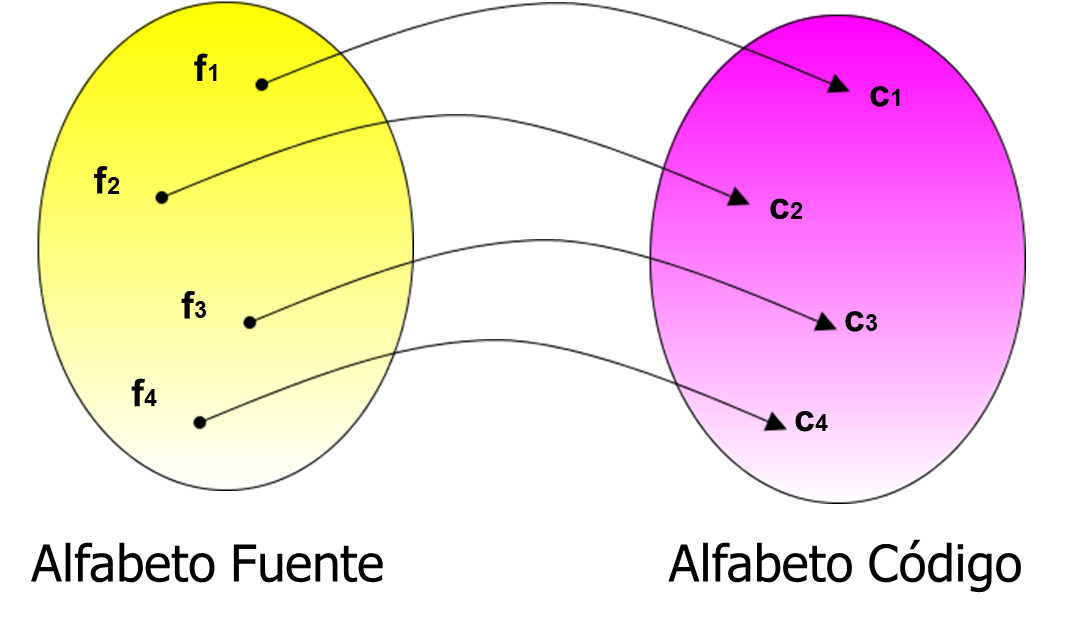 f1
c1
f2
c2
f3
c3
f4
c4
Alfabeto Fuente
Alfabeto Código